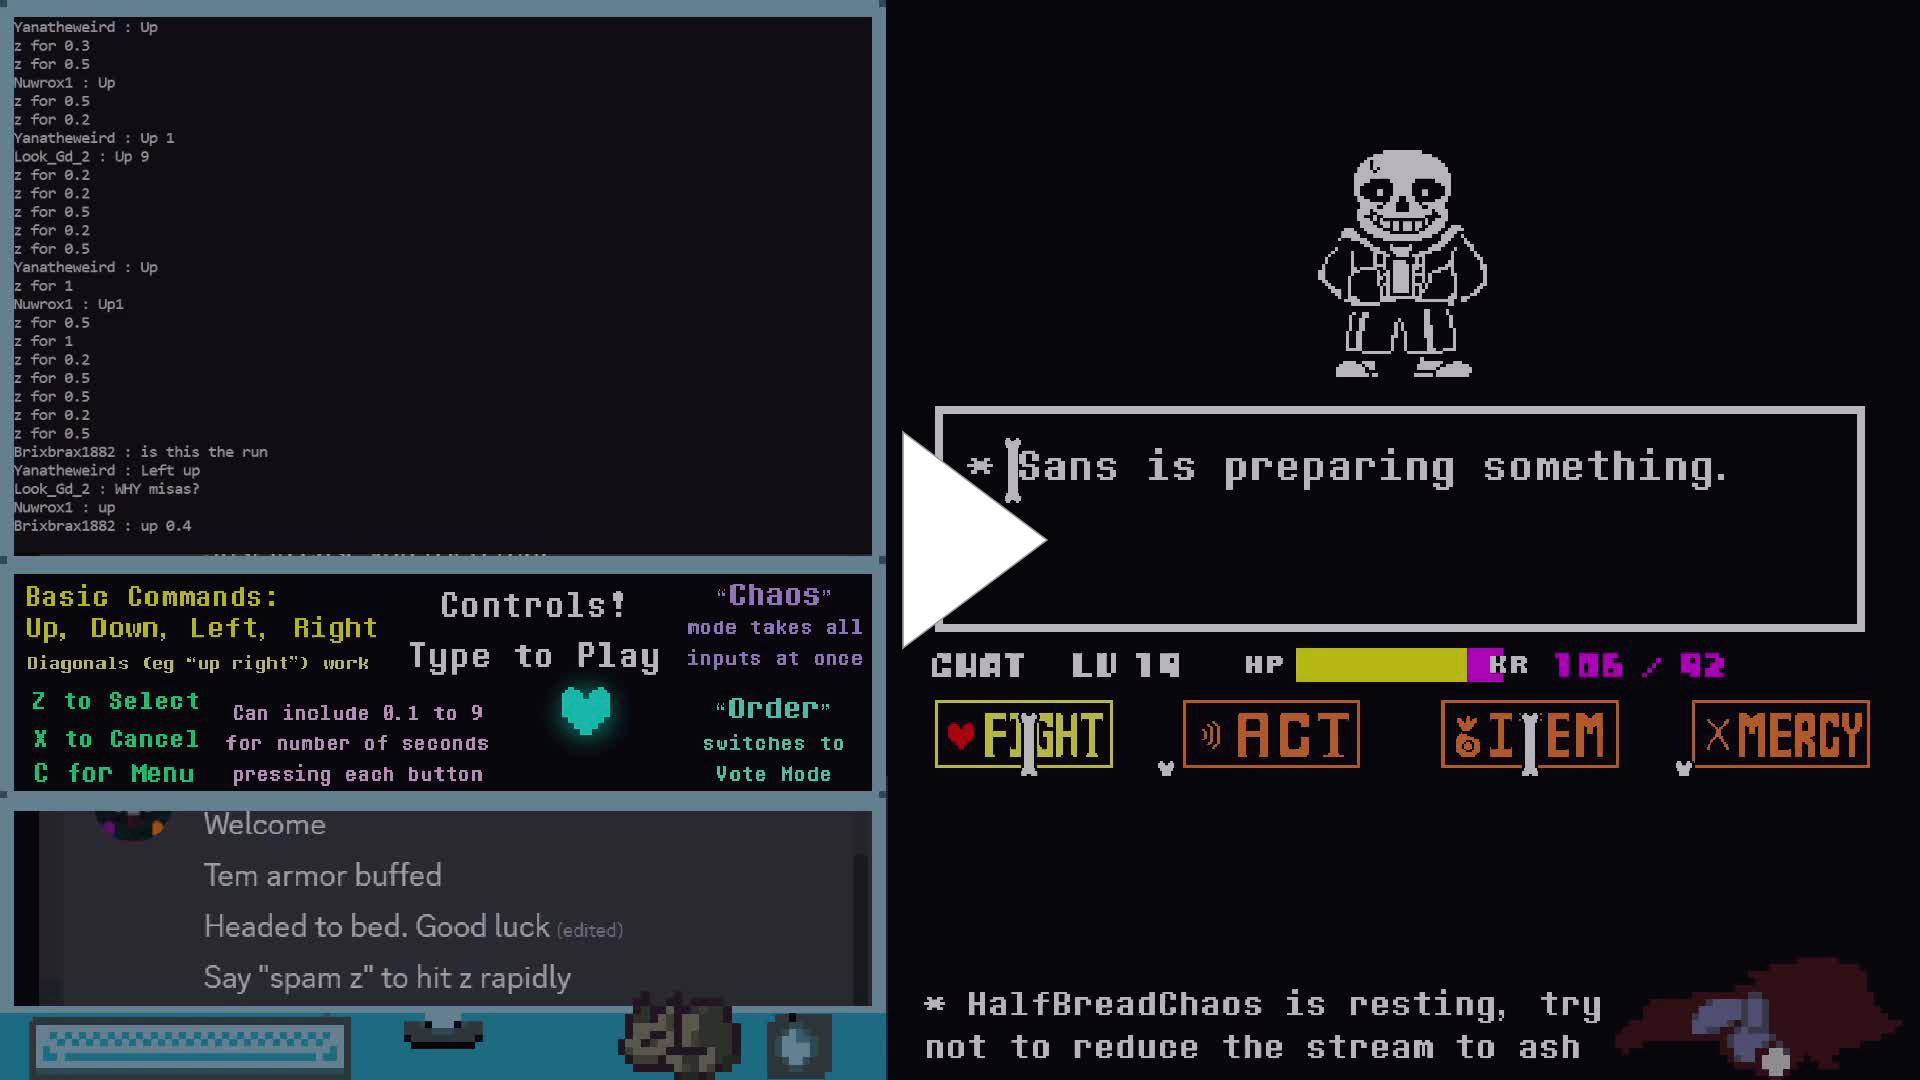 Yanatheweird : Up
z for 0.3
z for 0.5
Nuwrox1 : Up
z for 0.5
z for 0.2
Yanatheweird : Up 1
Look_Gd_2 : Up 9
z for 0.2
z for 0.2
z for 0.5
z for 0.2
z for 0.5
Yanatheweird : Up
z for 1
Nuwrox1 : Up1
z for 0.5
z for 1
z for 0.2
z for 0.5
z for 0.5
z for 0.2
z for 0.5
Brixbrax1882 : is this the run
Yanatheweird : Left up
Look_Gd_2 : WHY misas?
Nuwrox1 : up
Brixbrax1882 : up 0.4
Basic Commands:
Up, Down, Left, Right
Diagonals (eg “up right”) work
Z to Select
X to Cancel
C for Menu
Can include 0.1 to 9
for number of seconds
pressing each button
Controls!
Type to Play
“Chaos”
mode takes all
inputs at once
“Order”
switches to
Vote Mode
Welcome
Tem armor buffed
Headed to bed. Good luck (edited)
Say "spam z" to hit z rapidly
* Sans is preparing something.
CHAT LV 19 HP KR 106 / 92
FIGHT ACT ITEM MERCY
* HalfBreadChaos is resting, try
not to reduce the stream to ash